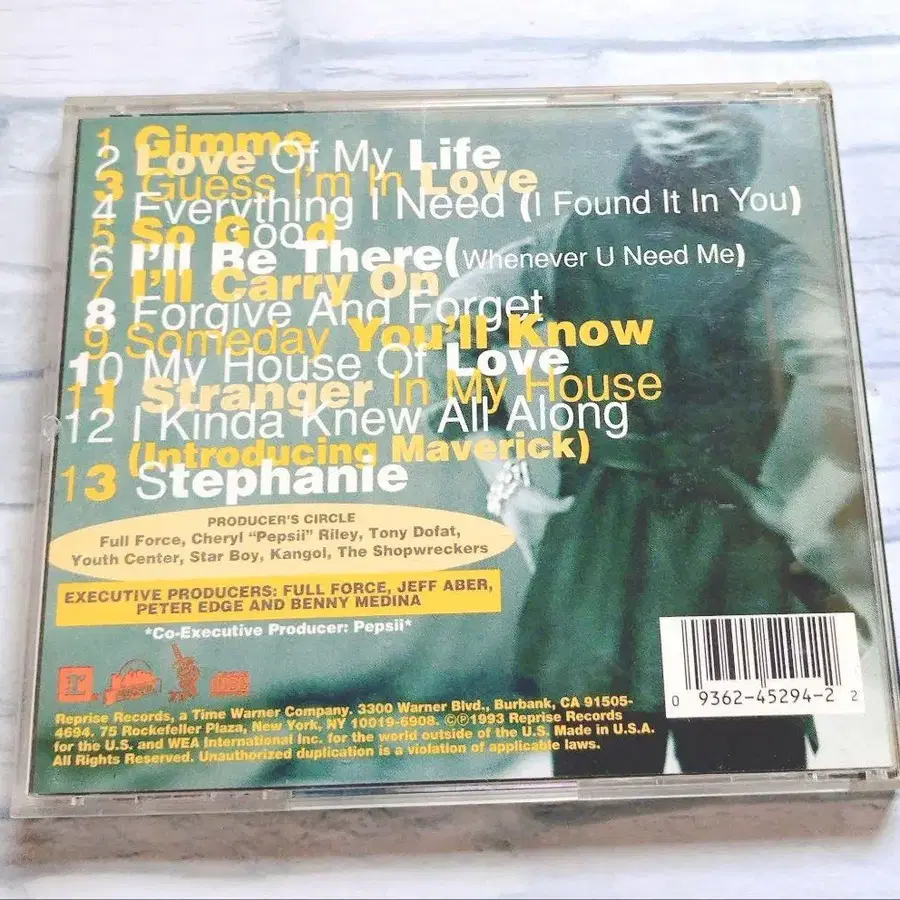 1 Gimme
2 Love Of My Life
3 Guess I'm In Love
4 Everything I Need (I Found It In You)
5 So Good
6 I'll Be There (Whenever U Need Me)
7 I'll Carry On
8 Forgive And Forget
9 Someday You'll Know
10 My House Of Love
11 Stranger In My House
12 I Kinda Knew All Along
(Introducing Maverick)
13 Stephanie
PRODUCER'S CIRCLE
Full Force, Cheryl "Pepsii" Riley, Tony Dofat,
Youth Center, Star Boy, Kangol, The Shopwreckers
EXECUTIVE PRODUCERS: FULL FORCE, JEFF ABER,
PETER EDGE AND BENNY MEDINA
*Co-Executive Producer: Pepsii*
Reprise Records, a Time Warner Company. 3300 Warner Blvd., Burbank, CA 91505-
4694. 75 Rockefeller Plaza, New York, NY 10019-6908. ©℗1993 Reprise Records
for the U.S. and WEA International Inc. for the world outside of the U.S. Made in U.S.A.
All Rights Reserved. Unauthorized duplication is a violation of applicable laws.
0 9362-45294-2 2